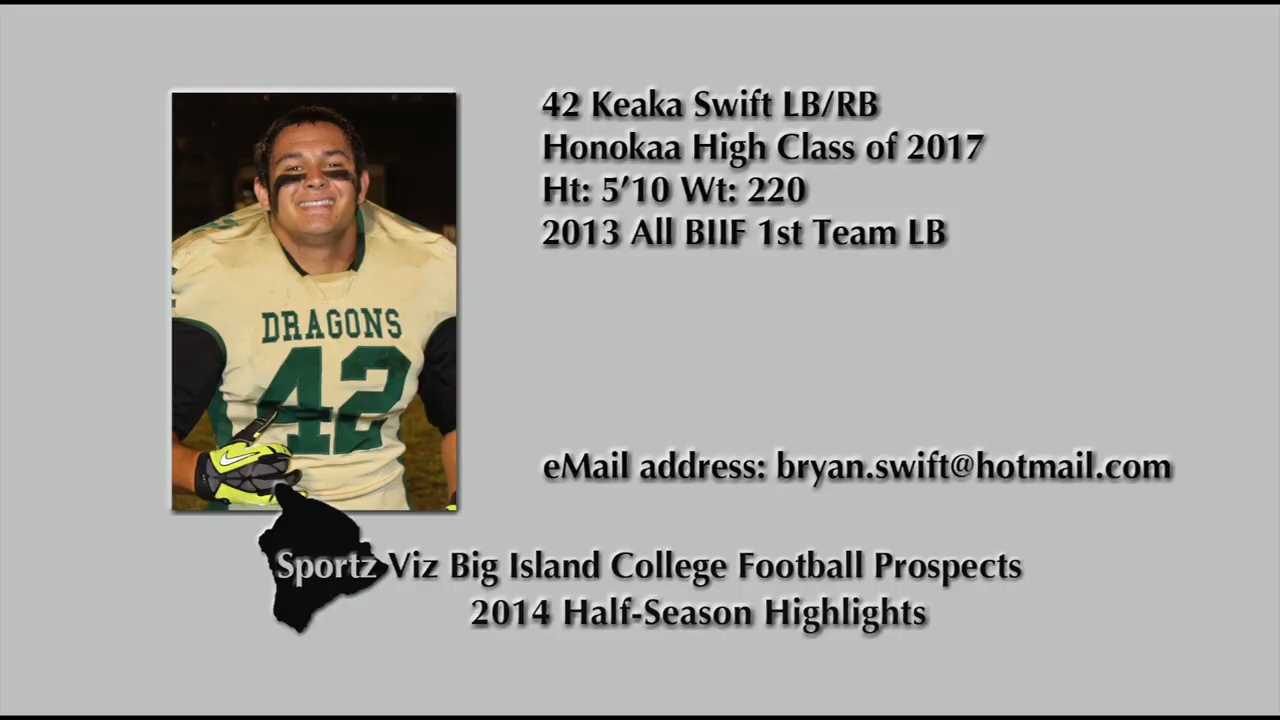 42 Keaka Swift LB/RB
Honokaa High Class of 2017
Ht: 5'10 Wt: 220
2013 All BIIF 1st Team LB
DRAGONS
42
eMail address: bryan.swift@hotmail.com
Sportz Viz Big Island College Football Prospects
2014 Half-Season Highlights